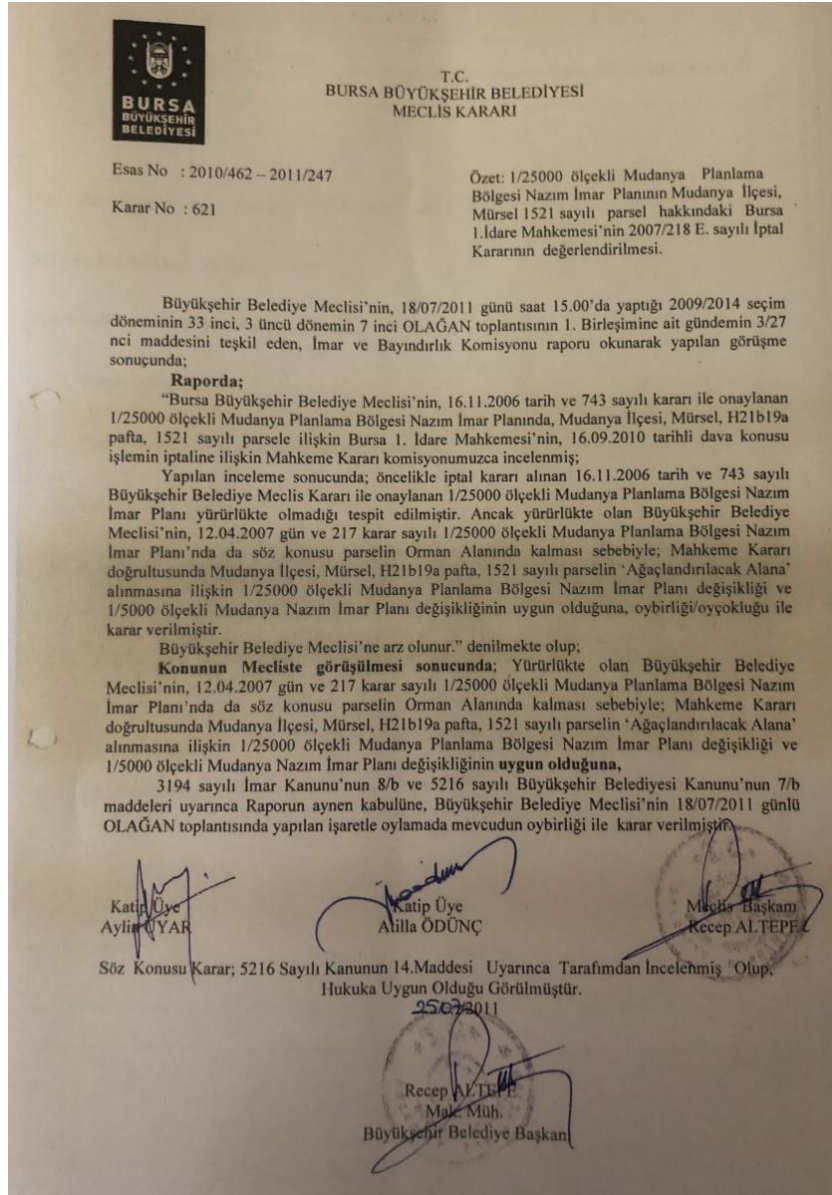 BURSA
BÜYÜKŞEHİR
BELEDİYESİ
T.C.
BURSA BÜYÜKŞEHİR BELEDİYESİ
MECLİS KARARI
Esas No : 2010/462 – 2011/247
Karar No : 621
Özet: 1/25000 ölçekli Mudanya Planlama
Bölgesi Nazım İmar Planının Mudanya İlçesi,
Mürsel 1521 sayılı parsel hakkındaki Bursa
1.İdare Mahkemesi'nin 2007/218 E. sayılı İptal
Kararının değerlendirilmesi.
Büyükşehir Belediye Meclisi'nin, 18/07/2011 günü saat 15.00'da yaptığı 2009/2014 seçim
döneminin 33 inci, 3 üncü dönemin 7 inci OLAĞAN toplantısının 1. Birleşimine ait gündemin 3/27
nci maddesini teşkil eden, İmar ve Bayındırlık Komisyonu raporu okunarak yapılan görüşme
sonuçunda;
Raporda;
“Bursa Büyükşehir Belediye Meclisi'nin, 16.11.2006 tarih ve 743 sayılı kararı ile onaylanan
1/25000 ölçekli Mudanya Planlama Bölgesi Nazım İmar Planında, Mudanya İlçesi, Mürsel, H21b19a
pafta, 1521 sayılı parsele ilişkin Bursa 1. İdare Mahkemesi'nin, 16.09.2010 tarihli dava konusu
işlemin iptaline ilişkin Mahkeme Kararı komisyonumuzca incelenmiş;
Yapılan inceleme sonucunda; öncelikle iptal kararı alınan 16.11.2006 tarih ve 743 sayılı
Büyükşehir Belediye Meclis Kararı ile onaylanan 1/25000 ölçekli Mudanya Planlama Bölgesi Nazım
İmar Planı yürürlükte olmadığı tespit edilmiştir. Ancak yürürlükte olan Büyükşehir Belediye
Meclisi'nin, 12.04.2007 gün ve 217 karar sayılı 1/25000 ölçekli Mudanya Planlama Bölgesi Nazım
İmar Planı'nda da söz konusu parselin Orman Alanında kalması sebebiyle; Mahkeme Kararı
doğrultusunda Mudanya İlçesi, Mürsel, H21b19a pafta, 1521 sayılı parselin ‘Ağaçlandırılacak Alana’
alınmasına ilişkin 1/25000 ölçekli Mudanya Planlama Bölgesi Nazım İmar Planı değişikliği ve
1/5000 ölçekli Mudanya Nazım İmar Planı değişikliğinin uygun olduğuna, oybirliği/oyçokluğu ile
karar verilmiştir.
Büyükşehir Belediye Meclisi'ne arz olunur.” denilmekte olup;
Konunun Mecliste görüşülmesi sonucunda; Yürürlükte olan Büyükşehir Belediye
Meclisi'nin, 12.04.2007 gün ve 217 karar sayılı 1/25000 ölçekli Mudanya Planlama Bölgesi Nazım
İmar Planı'nda da söz konusu parselin Orman Alanında kalması sebebiyle; Mahkeme Kararı
doğrultusunda Mudanya İlçesi, Mürsel, H21b19a pafta, 1521 sayılı parselin ‘Ağaçlandırılacak Alana’
alınmasına ilişkin 1/25000 ölçekli Mudanya Planlama Bölgesi Nazım İmar Planı değişikliği ve
1/5000 ölçekli Mudanya Nazım İmar Planı değişikliğinin uygun olduğuna,
3194 sayılı İmar Kanunu'nun 8/b ve 5216 sayılı Büyükşehir Belediyesi Kanunu'nun 7/b
maddeleri uyarınca Raporun aynen kabulüne, Büyükşehir Belediye Meclisi'nin 18/07/2011 günlü
OLAĞAN toplantısında yapılan işaretle oylamada mevcudun oybirliği ile karar verilmiştir.
Katip Üye
Aylin UYAR
Katip Üye
Atilla ÖDÜNÇ
Meclis Başkanı
Recep ALTEPE
Söz Konusu Karar; 5216 Sayılı Kanunun 14.Maddesi Uyarınca Tarafımdan İncelenmiş Olup,
Hukuka Uygun Olduğu Görülmüştür.
25/07/2011
Recep ALTEPE
Mak. Müh.
Büyükşehir Belediye Başkanı